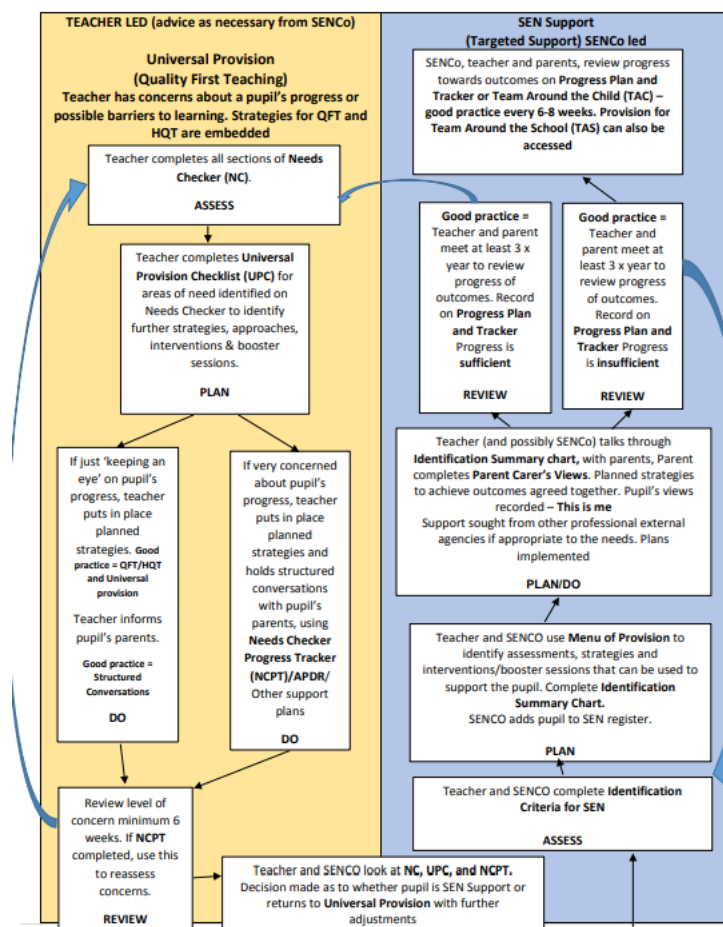 TEACHER LED (advice as necessary from SENCo)
Universal Provision
(Quality First Teaching)
Teacher has concerns about a pupil's progress or
possible barriers to learning. Strategies for QFT and
HQT are embedded
Teacher completes all sections of Needs
Checker (NC).
ASSESS
Teacher completes Universal
Provision Checklist (UPC) for
areas of need identified on
Needs Checker to identify
further strategies, approaches,
interventions & booster
sessions.
PLAN
If just 'keeping an
eye' on pupil's
progress, teacher
puts in place
planned
strategies. Good
practice = QFT/HQT
and Universal
provision
Teacher informs
pupil's parents.
Good practice =
Structured
Conversations
DO
If very concerned
about pupil's
progress, teacher
puts in place
planned
strategies and
holds structured
conversations
with pupil's
parents, using
Needs Checker
Progress Tracker
(NCPT)/APDR/
Other support
plans
DO
Review level of
concern minimum 6
weeks. If NCPT
completed, use this
to reassess
concerns.
REVIEW
Teacher and SENCO look at NC, UPC, and NCPT.
Decision made as to whether pupil is SEN Support or
returns to Universal Provision with further
adjustments
SEN Support
(Targeted Support) SENCo led
SENCo, teacher and parents, review progress
towards outcomes on Progress Plan and
Tracker or Team Around the Child (TAC) –
good practice every 6-8 weeks. Provision for
Team Around the School (TAS) can also be
accessed
Good practice =
Teacher and parent
meet at least 3 x
year to review
progress of
outcomes. Record
on Progress Plan
and Tracker
Progress is
sufficient
REVIEW
Good practice =
Teacher and
parent meet at
least 3 x year to
review progress
of outcomes.
Record on
Progress Plan and
Tracker Progress
is insufficient
REVIEW
Teacher (and possibly SENCo) talks through
Identification Summary chart, with parents, Parent
completes Parent Carer's Views. Planned strategies
to achieve outcomes agreed together. Pupil's views
recorded – This is me
Support sought from other professional external
agencies if appropriate to the needs. Plans
implemented
PLAN/DO
Teacher and SENCO use Menu of Provision to
identify assessments, strategies and
interventions/booster sessions that can be used to
support the pupil. Complete Identification
Summary Chart.
SENCO adds pupil to SEN register.
PLAN
Teacher and SENCO complete Identification
Criteria for SEN
ASSESS